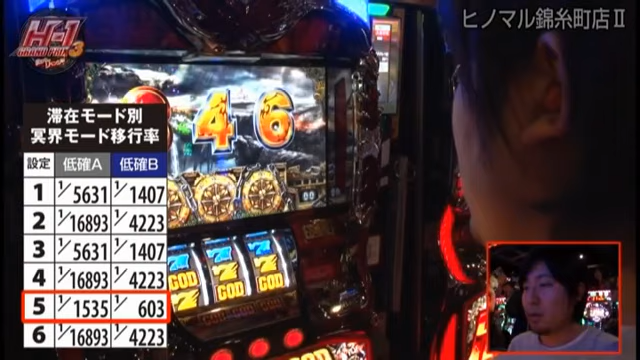 H-1
GRAND PRIX 3
ヒノマル錦糸町店Ⅱ
滞在モード別
冥界モード移行率
設定 低確A 低確B
1 1/5631 1/1407
2 1/16893 1/4223
3 1/5631 1/1407
4 1/16893 1/4223
5 1/1535 1/603
6 1/16893 1/4223
4 6
7 7 7
GOD GOD